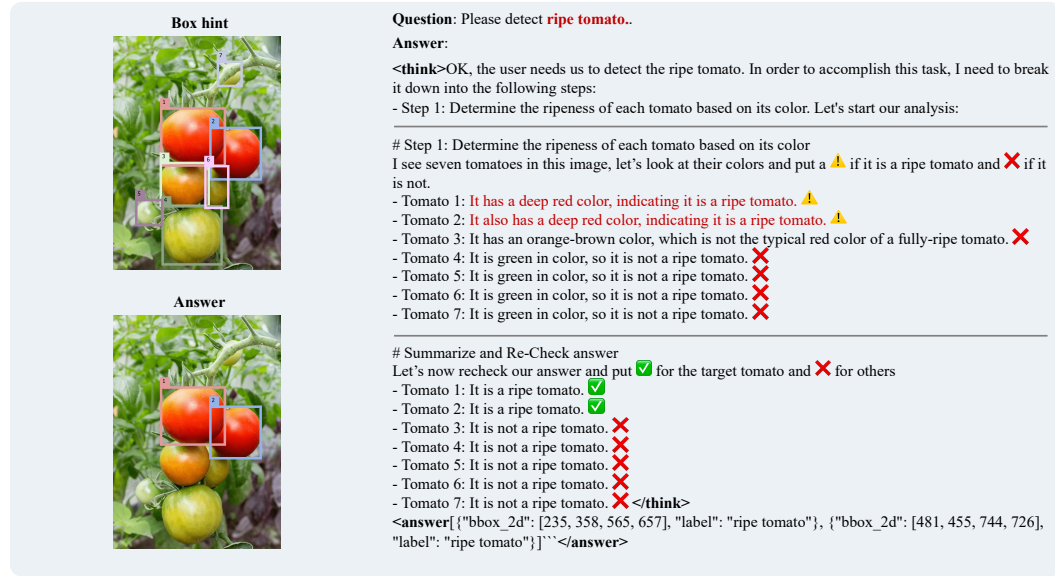 Box hint
7
1
2
3
6
5
4
Answer
1
2
Question: Please detect ripe tomato..
Answer:
<think>OK, the user needs us to detect the ripe tomato. In order to accomplish this task, I need to break
it down into the following steps:
- Step 1: Determine the ripeness of each tomato based on its color. Let's start our analysis:
# Step 1: Determine the ripeness of each tomato based on its color
I see seven tomatoes in this image, let's look at their colors and put a ⚠️ if it is a ripe tomato and ❌ if it
is not.
- Tomato 1: It has a deep red color, indicating it is a ripe tomato. ⚠️
- Tomato 2: It also has a deep red color, indicating it is a ripe tomato. ⚠️
- Tomato 3: It has an orange-brown color, which is not the typical red color of a fully-ripe tomato. ❌
- Tomato 4: It is green in color, so it is not a ripe tomato. ❌
- Tomato 5: It is green in color, so it is not a ripe tomato. ❌
- Tomato 6: It is green in color, so it is not a ripe tomato. ❌
- Tomato 7: It is green in color, so it is not a ripe tomato. ❌
# Summarize and Re-Check answer
Let's now recheck our answer and put ✅ for the target tomato and ❌ for others
- Tomato 1: It is a ripe tomato. ✅
- Tomato 2: It is a ripe tomato. ✅
- Tomato 3: It is not a ripe tomato. ❌
- Tomato 4: It is not a ripe tomato. ❌
- Tomato 5: It is not a ripe tomato. ❌
- Tomato 6: It is not a ripe tomato. ❌
- Tomato 7: It is not a ripe tomato. ❌ </think>
<answer[{"bbox_2d": [235, 358, 565, 657], "label": "ripe tomato"}, {"bbox_2d": [481, 455, 744, 726],
"label": "ripe tomato"}]```</answer>